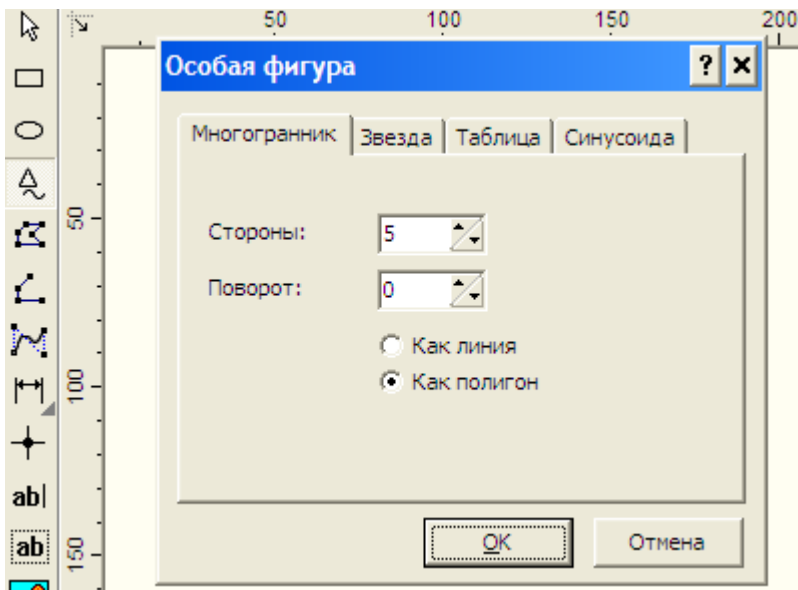 50 100 150 200
Особая фигура ? ×
Многогранник Звезда Таблица Синусоида
Стороны: 5
Поворот: 0
Как линия
Как полигон
OK Отмена
50
100
150
ab|
ab